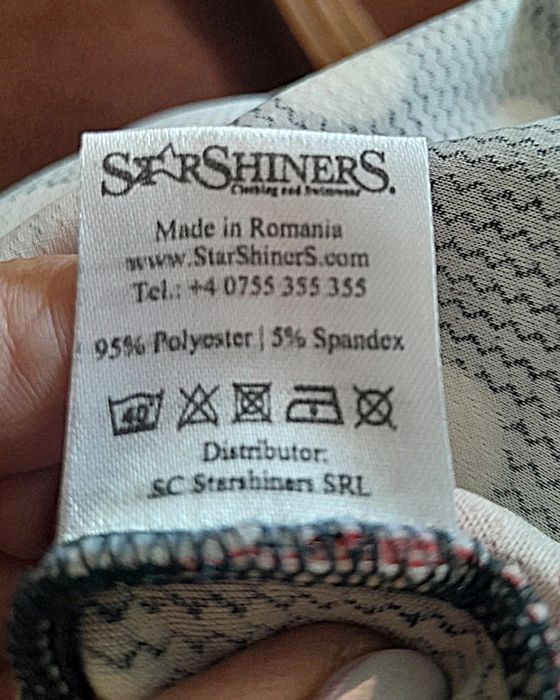 STARSHINERS.
Clothing and Swimwear
Made in Romania
www.StarShinerS.com
Tel.: +4 0755 355 355
95% Polyester | 5% Spandex
40°
Distributor:
SC Starshiners SRL